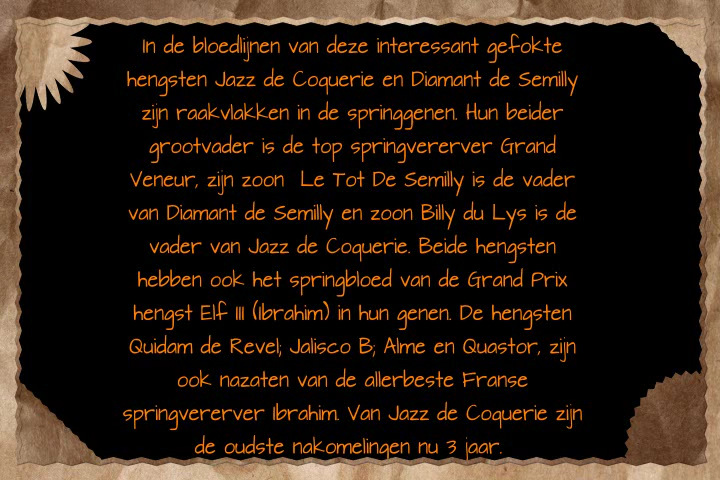 In de bloedlijnen van deze interessant gefokte
hengsten Jazz de Coquerie en Diamant de Semilly
zijn raakvlakken in de springgenen. Hun beider
grootvader is de top springvererver Grand
Veneur, zijn zoon Le Tot De Semilly is de vader
van Diamant de Semilly en zoon Billy du Lys is de
vader van Jazz de Coquerie. Beide hengsten
hebben ook het springbloed van de Grand Prix
hengst Elf III (Ibrahim) in hun genen. De hengsten
Quidam de Revel; Jalisco B; Alme en Quastor, zijn
ook nazaten van de allerbeste Franse
springvererver Ibrahim. Van Jazz de Coquerie zijn
de oudste nakomelingen nu 3 jaar.